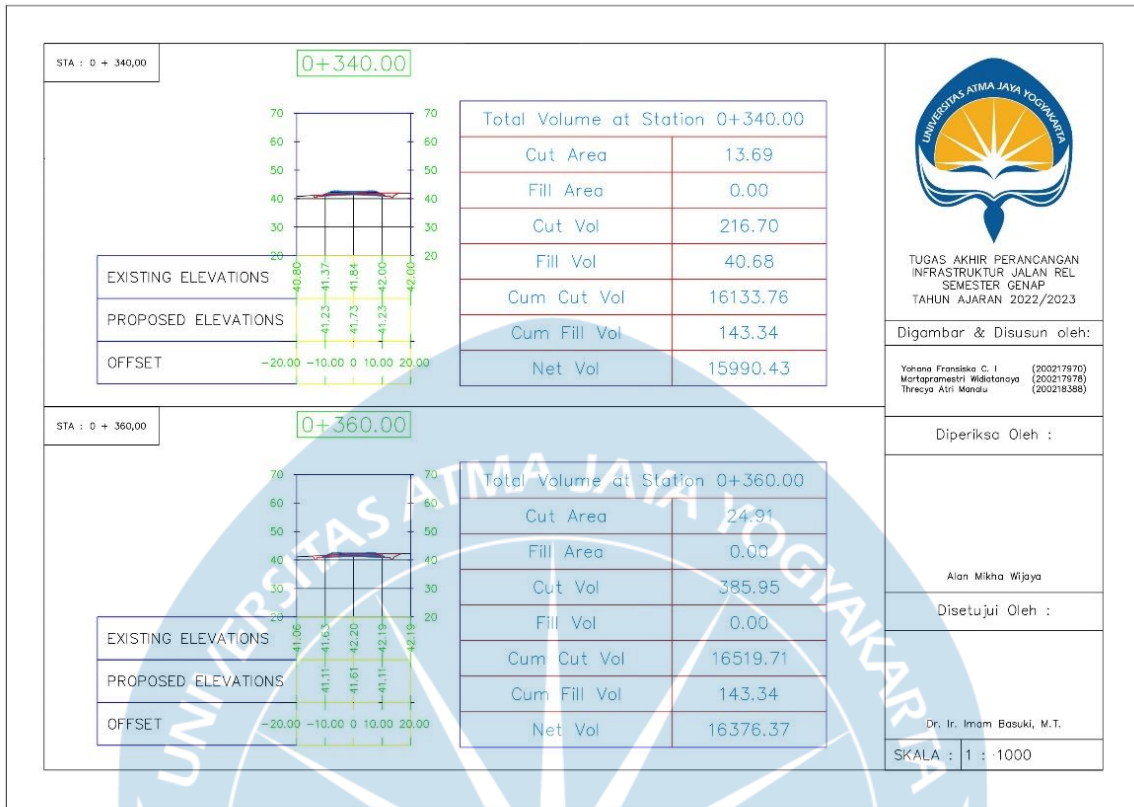 STA : 0 + 340,00
0+340.00
70 70
60 60
50 50
40 40
30 30
20 20
EXISTING ELEVATIONS 40.80 41.37 41.84 42.00 42.00
PROPOSED ELEVATIONS 41.23 41.73 41.23
OFFSET -20.00 -10.00 0 10.00 20.00
Total Volume at Station 0+340.00
Cut Area 13.69
Fill Area 0.00
Cut Vol 216.70
Fill Vol 40.68
Cum Cut Vol 16133.76
Cum Fill Vol 143.34
Net Vol 15990.43
STA : 0 + 360,00
0+360.00
70 70
60 60
50 50
40 40
30 30
20 20
EXISTING ELEVATIONS 41.06 41.63 42.20 42.19 42.19
PROPOSED ELEVATIONS 41.11 41.61 41.11
OFFSET -20.00 -10.00 0 10.00 20.00
Total Volume at Station 0+360.00
Cut Area 24.91
Fill Area 0.00
Cut Vol 385.95
Fill Vol 0.00
Cum Cut Vol 16519.71
Cum Fill Vol 143.34
Net Vol 16376.37
UNIVERSITAS ATMA JAYA YOGYAKARTA
TUGAS AKHIR PERANCANGAN
INFRASTRUKTUR JALAN REL
SEMESTER GENAP
TAHUN AJARAN 2022/2023
Digambar & Disusun oleh:
Yohana Fransiska C. I (200217970)
Martapramestri Widiatanaya (200217978)
Threcya Atri Manalu (200218388)
Diperiksa Oleh :
Alan Mikha Wijaya
Disetujui Oleh :
Dr. Ir. Imam Basuki, M.T.
SKALA : 1 : 1000
UNIVERSITAS ATMA JAYA YOGYAKARTA